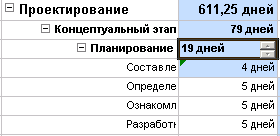 Проектирование 611,25 дней
Концептуальный этап 79 дней
Планирование 19 дней
Составле 4 дней
Определе 5 дней
Ознакомл 5 дней
Разработн 5 дней